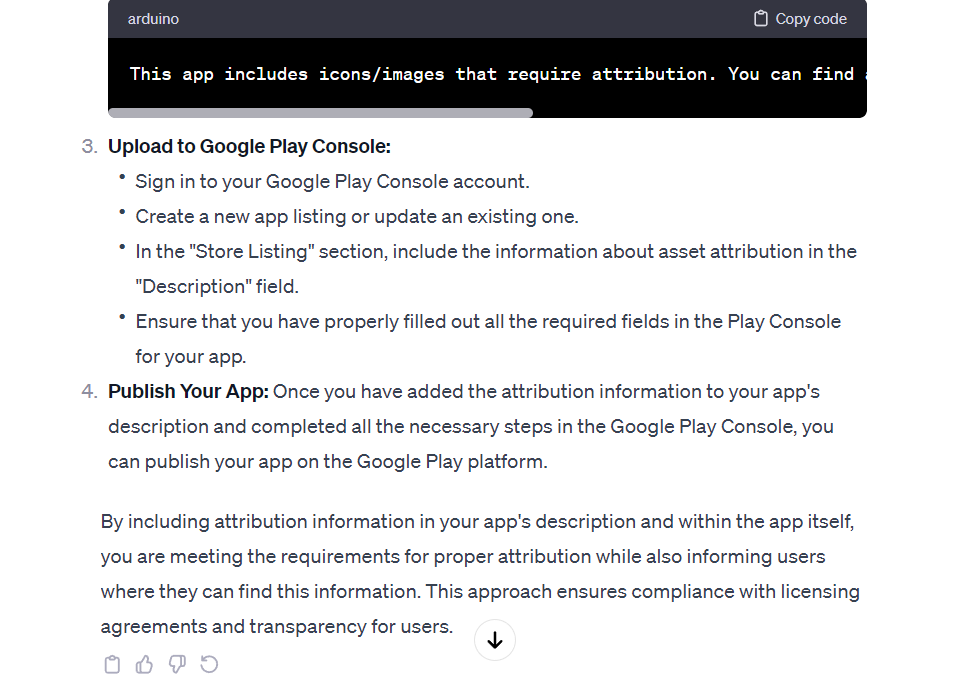 arduino Copy code
This app includes icons/images that require attribution. You can find
3. Upload to Google Play Console:
• Sign in to your Google Play Console account.
• Create a new app listing or update an existing one.
• In the "Store Listing" section, include the information about asset attribution in the
"Description" field.
• Ensure that you have properly filled out all the required fields in the Play Console
for your app.
4. Publish Your App: Once you have added the attribution information to your app's
description and completed all the necessary steps in the Google Play Console, you
can publish your app on the Google Play platform.
By including attribution information in your app's description and within the app itself,
you are meeting the requirements for proper attribution while also informing users
where they can find this information. This approach ensures compliance with licensing
agreements and transparency for users.